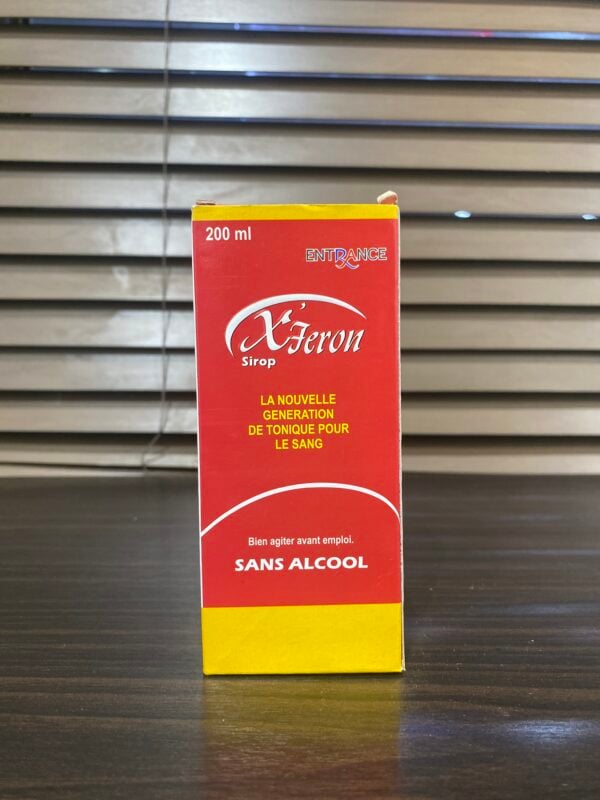 200 ml
ENTRANCE
X'Feron
Sirop
LA NOUVELLE
GENERATION
DE TONIQUE POUR
LE SANG
Bien agiter avant emploi.
SANS ALCOOL